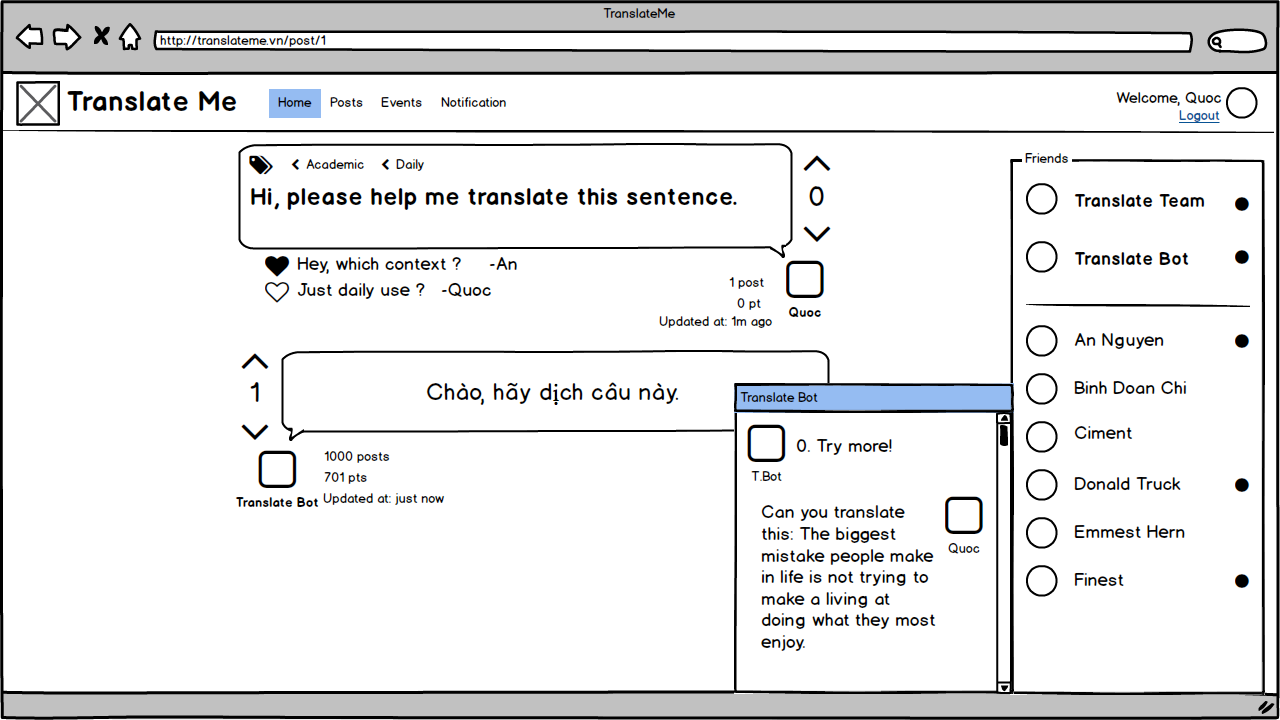 TranslateMe
http://translateme.vn/post/1
Translate Me
Home Posts Events Notification
Welcome, Quoc
Logout
Academic Daily
Hi, please help me translate this sentence.
0
Hey, which context ? -An
Just daily use ? -Quoc
1 post
0 pt
Updated at: 1m ago
Quoc
1
Chào, hãy dịch câu này.
1000 posts
701 pts
Updated at: just now
Translate Bot
Translate Bot
0. Try more!
T.Bot
Can you translate
this: The biggest
mistake people make
in life is not trying to
make a living at
doing what they most
enjoy.
Quoc
Friends
Translate Team
Translate Bot
An Nguyen
Binh Doan Chi
Ciment
Donald Truck
Emmest Hern
Finest